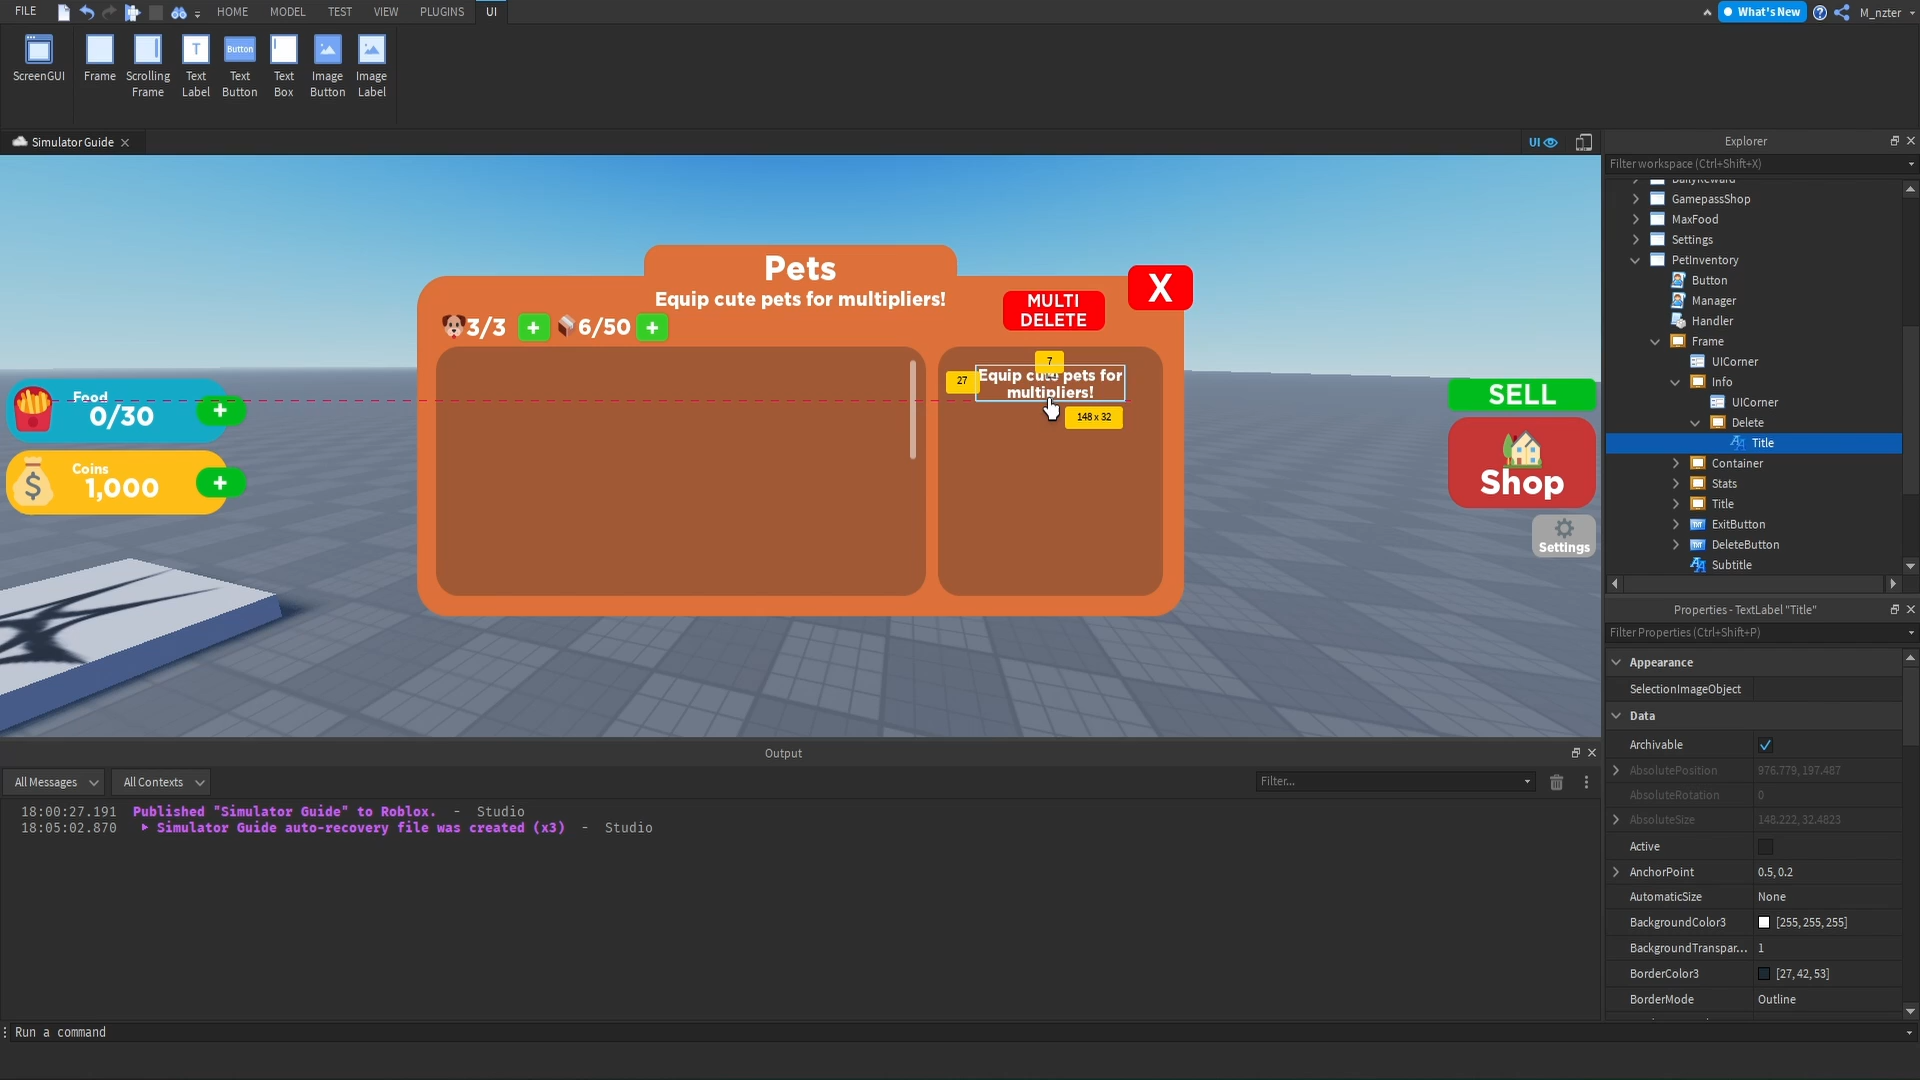 FILE
HOME
MODEL
TEST
VIEW
PLUGINS
UI
What's New
M_nzter
ScreenGUI
Frame
Scrolling
Frame
Text
Label
Button
Text
Button
Text
Box
Image
Button
Image
Label
Simulator Guide
UI
Explorer
Filter workspace (Ctrl+Shift+X)
DailyReward
GamepassShop
MaxFood
Settings
PetInventory
Button
Manager
Handler
Frame
UICorner
Info
UICorner
Delete
Title
Container
Stats
Title
ExitButton
DeleteButton
Subtitle
Pets
Equip cute pets for multipliers!
MULTI
DELETE
X
3/3
+
6/50
+
7
27
Equip cute pets for
multipliers!
148 x 32
Food
0/30
+
Coins
1,000
+
SELL
Shop
Settings
Properties - TextLabel "Title"
Filter Properties (Ctrl+Shift+P)
Appearance
SelectionImageObject
Data
Archivable
AbsolutePosition 976.779, 197.487
AbsoluteRotation 0
AbsoluteSize 148.222, 32.4823
Active
AnchorPoint 0.5, 0.2
AutomaticSize None
BackgroundColor3 [255, 255, 255]
BackgroundTranspar... 1
BorderColor3 [27, 42, 53]
BorderMode Outline
Output
All Messages
All Contexts
Filter...
18:00:27.191 Published "Simulator Guide" to Roblox. - Studio
18:05:02.870 Simulator Guide auto-recovery file was created (x3) - Studio
Run a command